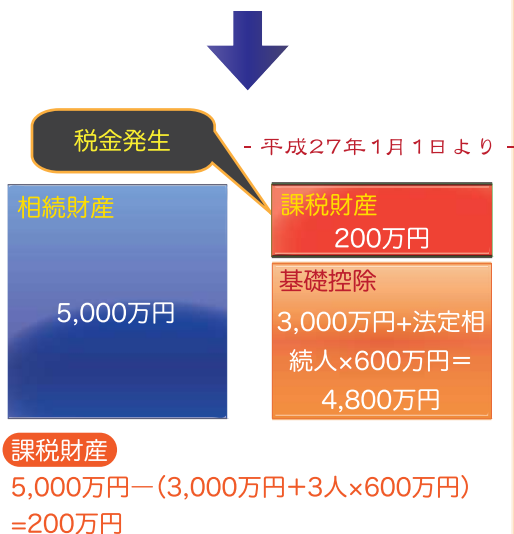 税金発生
- 平成27年1月1日より -
相続財産
5,000万円
課税財産
200万円
基礎控除
3,000万円+法定相
続人×600万円＝
4,800万円
課税財産
5,000万円―(3,000万円＋3人×600万円)
=200万円